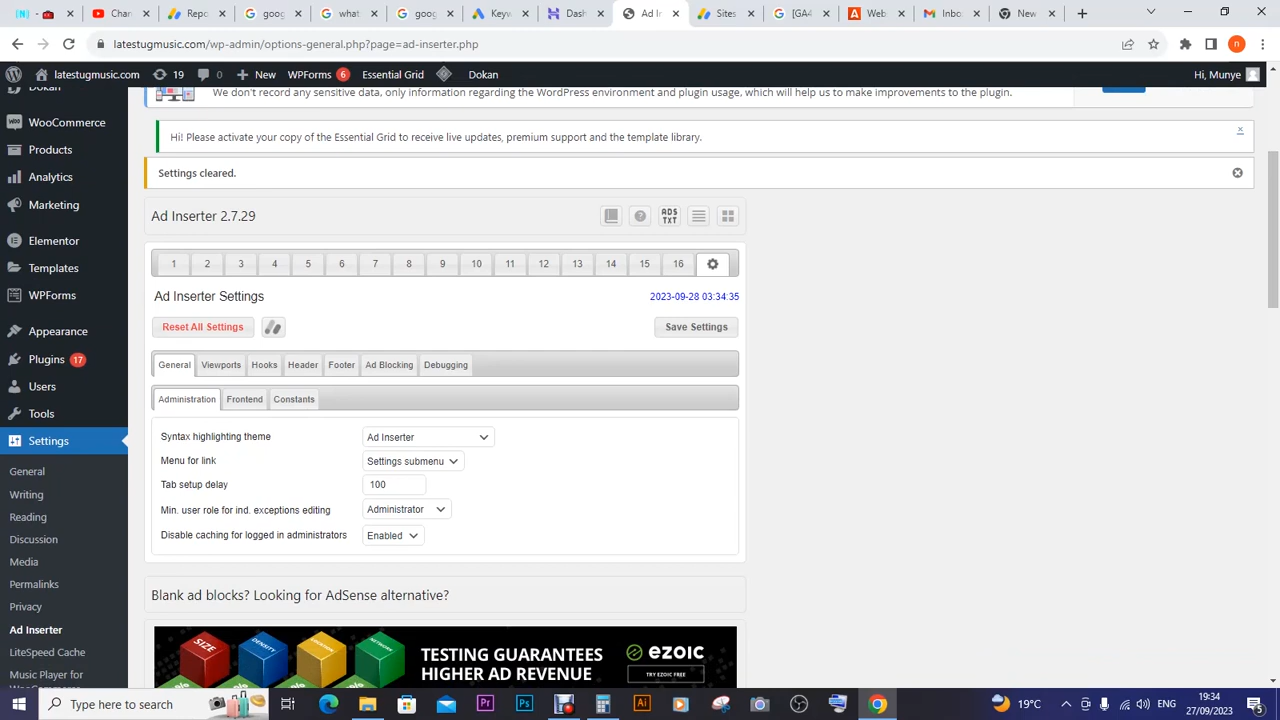 Char
Repo
goog
what
goog
Keyw
Dash
Ad In
Sites
GA4
Web
Inbo
New
latestugmusic.com/wp-admin/options-general.php?page=ad-inserter.php
n
latestugmusic.com 19 0 New WPForms 6 Essential Grid Dokan Hi, Munye
Dokan
WooCommerce
Products
Analytics
Marketing
Elementor
Templates
WPForms
Appearance
Plugins 17
Users
Tools
Settings
General
Writing
Reading
Discussion
Media
Permalinks
Privacy
Ad Inserter
LiteSpeed Cache
Music Player for
We don't record any sensitive data, only information regarding the WordPress environment and plugin usage, which will help us to make improvements to the plugin.
Hi! Please activate your copy of the Essential Grid to receive live updates, premium support and the template library.
Settings cleared.
Ad Inserter 2.7.29
ADS
TXT
1 2 3 4 5 6 7 8 9 10 11 12 13 14 15 16
Ad Inserter Settings 2023-09-28 03:34:35
Reset All Settings Save Settings
General Viewports Hooks Header Footer Ad Blocking Debugging
Administration Frontend Constants
Syntax highlighting theme Ad Inserter
Menu for link Settings submenu
Tab setup delay 100
Min. user role for ind. exceptions editing Administrator
Disable caching for logged in administrators Enabled
Blank ad blocks? Looking for AdSense alternative?
SIZE
DENSITY
LOCATION
NETWORK
TESTING GUARANTEES
HIGHER AD REVENUE
ezoic
TRY EZOIC FREE
Type here to search
Pr
Ps
Ai
19°C
ENG
19:34
27/09/2023
5